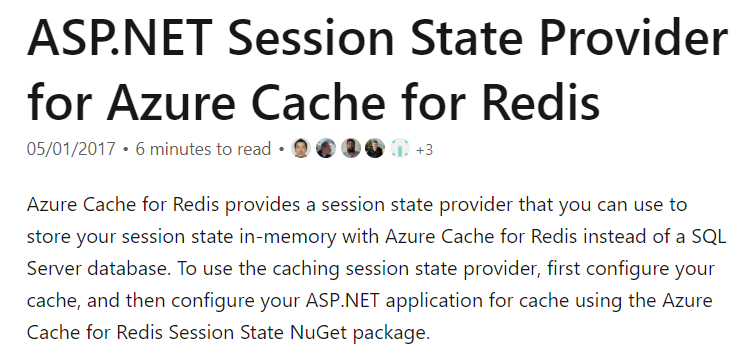 ASP.NET Session State Provider
for Azure Cache for Redis
05/01/2017 • 6 minutes to read • +3
Azure Cache for Redis provides a session state provider that you can use to
store your session state in-memory with Azure Cache for Redis instead of a SQL
Server database. To use the caching session state provider, first configure your
cache, and then configure your ASP.NET application for cache using the Azure
Cache for Redis Session State NuGet package.